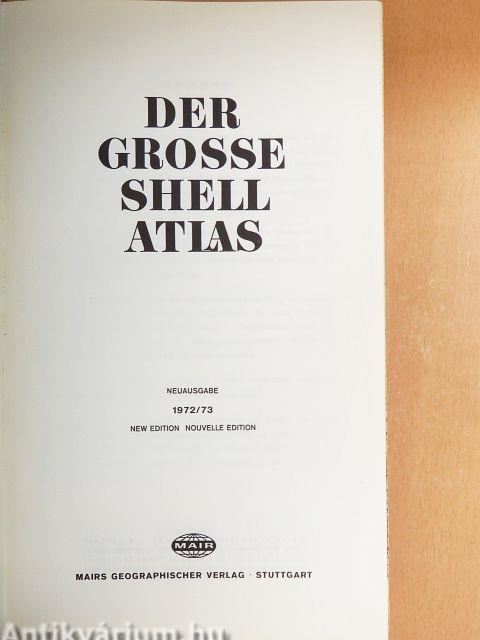 DER
GROSSE
SHELL
ATLAS
NEUAUSGABE
1972/73
NEW EDITION NOUVELLE EDITION
MAIR
MAIRS GEOGRAPHISCHER VERLAG · STUTTGART
Antikvárium.hu